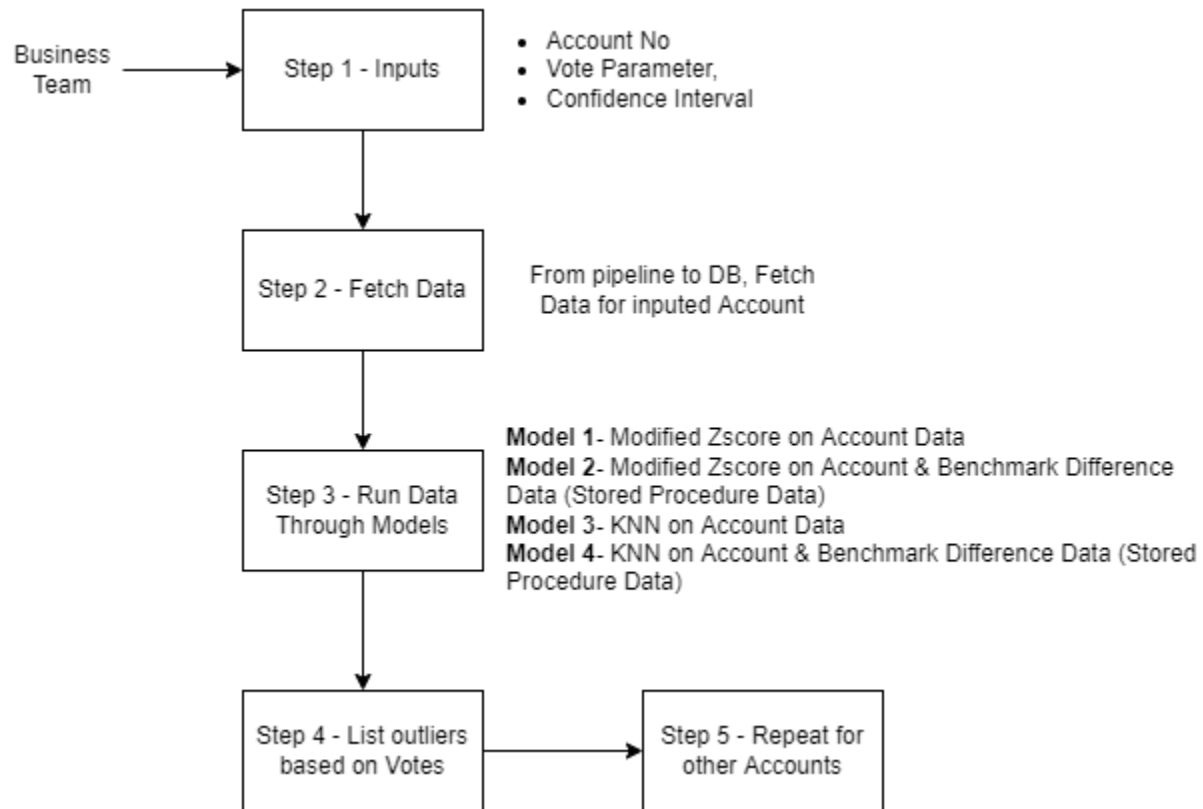 Business
Team
Step 1 - Inputs
• Account No
• Vote Parameter,
• Confidence Interval
Step 2 - Fetch Data
From pipeline to DB, Fetch
Data for inputed Account
Step 3 - Run Data
Through Models
Model 1- Modified Zscore on Account Data
Model 2- Modified Zscore on Account & Benchmark Difference
Data (Stored Procedure Data)
Model 3- KNN on Account Data
Model 4- KNN on Account & Benchmark Difference Data (Stored
Procedure Data)
Step 4 - List outliers
based on Votes
Step 5 - Repeat for
other Accounts